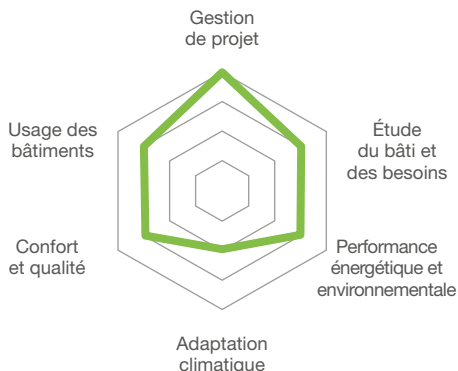 Gestion
de projet
Étude
du bâti et
des besoins
Performance
énergétique et
environnementale
Adaptation
climatique
Confort
et qualité
Usage des
bâtiments